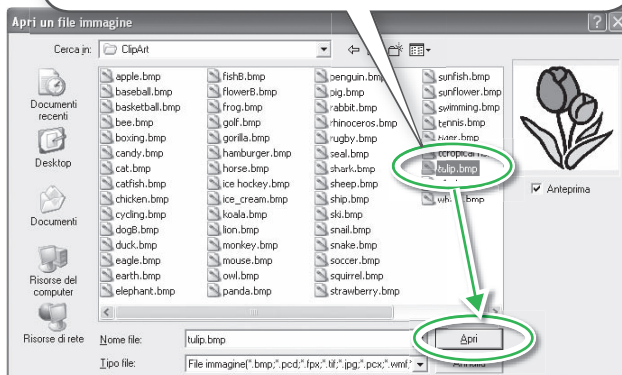 Apri un file immagine
Cerca in: ClipArt
Documenti recenti
Desktop
Documenti
Risorse del computer
Risorse di rete
apple.bmp
baseball.bmp
basketball.bmp
bee.bmp
boxing.bmp
candy.bmp
cat.bmp
catfish.bmp
chicken.bmp
cycling.bmp
dogB.bmp
duck.bmp
eagle.bmp
earth.bmp
elephant.bmp
fishB.bmp
flowerB.bmp
frog.bmp
golf.bmp
gorilla.bmp
hamburger.bmp
horse.bmp
ice hockey.bmp
ice_cream.bmp
koala.bmp
lion.bmp
monkey.bmp
mouse.bmp
owl.bmp
panda.bmp
penguin.bmp
pig.bmp
rabbit.bmp
rhinoceros.bmp
rugby.bmp
seal.bmp
shark.bmp
sheep.bmp
ship.bmp
ski.bmp
snail.bmp
snake.bmp
soccer.bmp
squirrel.bmp
strawberry.bmp
sunfish.bmp
sunflower.bmp
swimming.bmp
tennis.bmp
tiger.bmp
tulip.bmp
Anteprima
Nome file: tulip.bmp
Apri
Tipo file: File immagine(*.bmp;*.pcd;*.fpx;*.tif;*.jpg;*.pcx;*.wmf;
Annulla